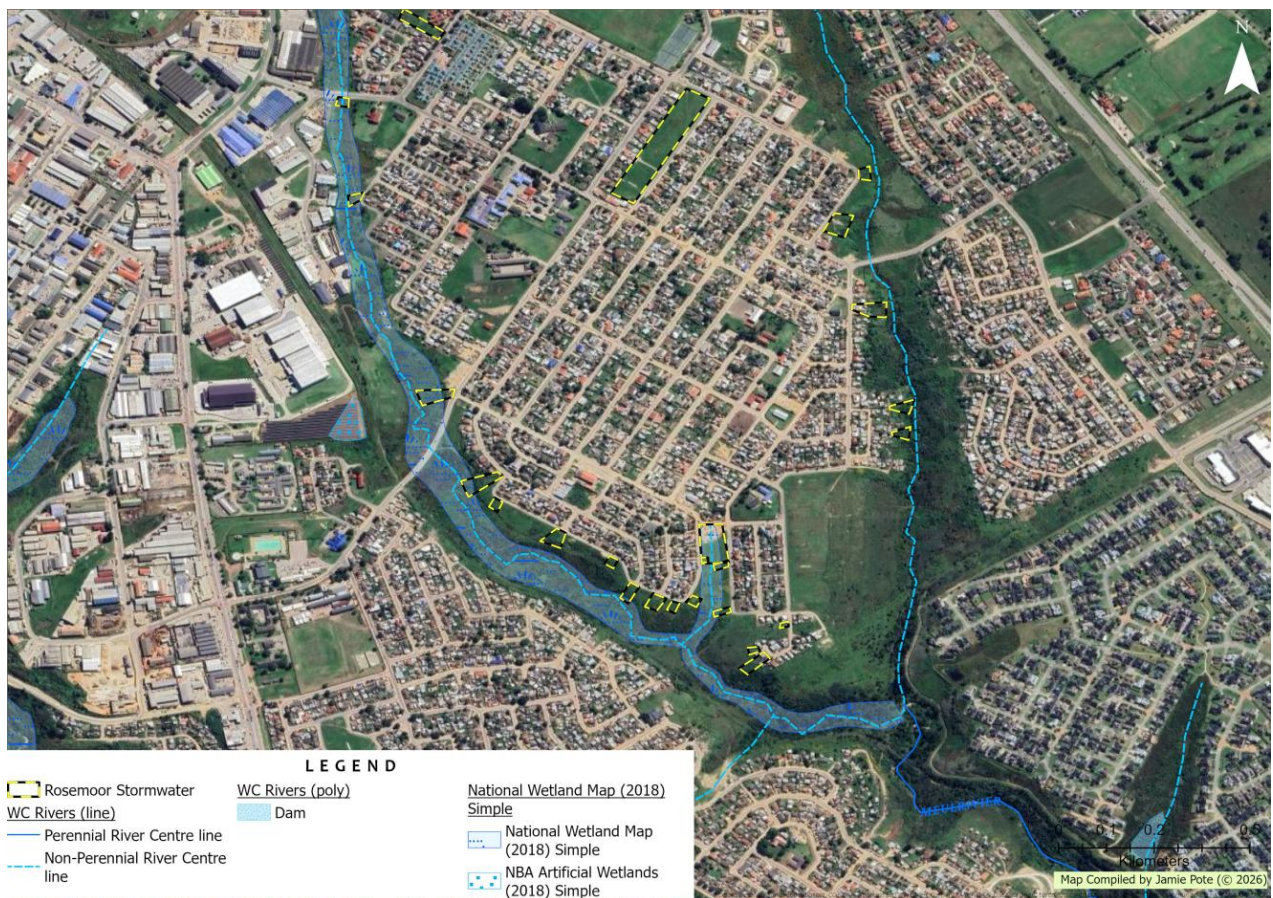 N
MEULRIVIER
LEGEND
Rosemoor Stormwater
WC Rivers (line)
Perennial River Centre line
Non-Perennial River Centre
line
WC Rivers (poly)
Dam
National Wetland Map (2018)
Simple
National Wetland Map
(2018) Simple
NBA Artificial Wetlands
(2018) Simple
0 0.1 0.2 0.3
Kilometers
Map Compiled by Jamie Pote (© 2026)